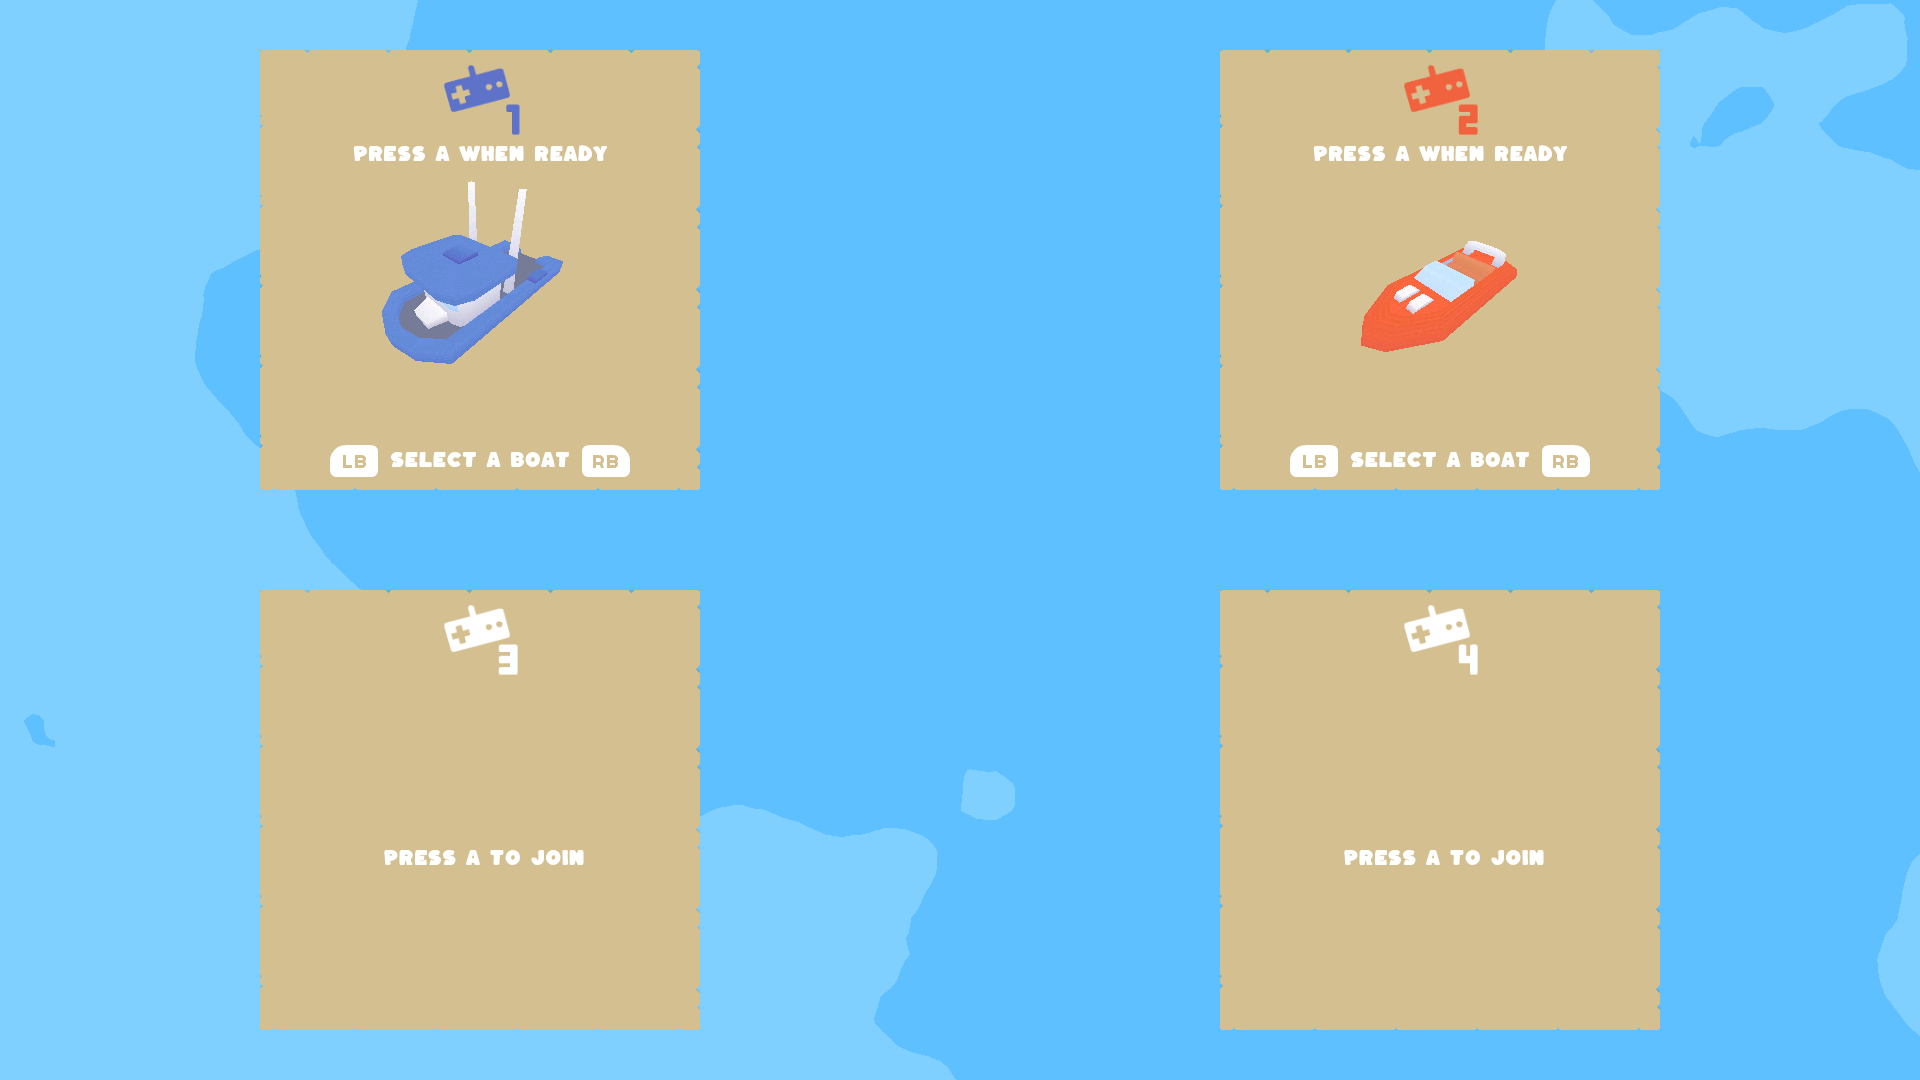 1
PRESS A WHEN READY
LB SELECT A BOAT RB
2
PRESS A WHEN READY
LB SELECT A BOAT RB
3
PRESS A TO JOIN
4
PRESS A TO JOIN